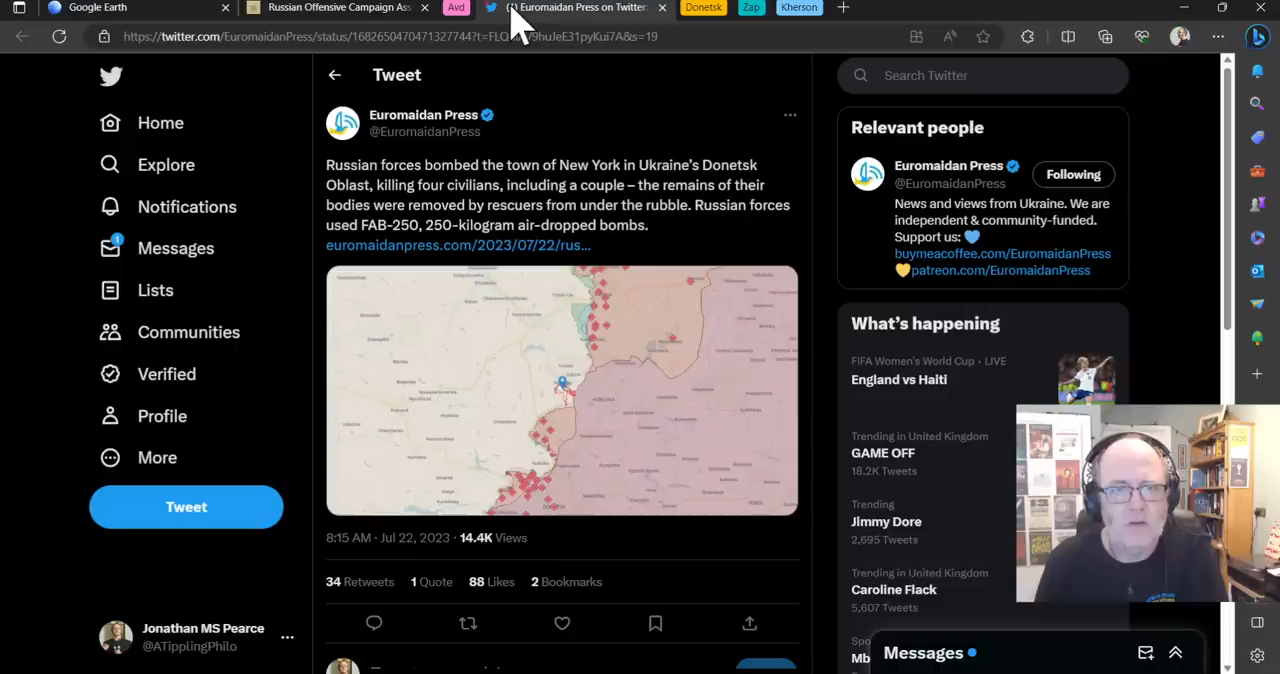 Google Earth
Russian Offensive Campaign Ass
Avd
Euromaidan Press on Twitter
Donetsk
Zap
Kherson
Tweet
Search Twitter
Home
Explore
Notifications
1
Messages
Lists
Communities
Verified
Profile
More
Tweet
Jonathan MS Pearce
@ATipplingPhilo
Euromaidan Press
@EuromaidanPress
Russian forces bombed the town of New York in Ukraine's Donetsk
Oblast, killing four civilians, including a couple – the remains of their
bodies were removed by rescuers from under the rubble. Russian forces
used FAB-250, 250-kilogram air-dropped bombs.
euromaidanpress.com/2023/07/22/rus...
8:15 AM · Jul 22, 2023 · 14.4K Views
34 Retweets 1 Quote 88 Likes 2 Bookmarks
Relevant people
Euromaidan Press
@EuromaidanPress
Following
News and views from Ukraine. We are
independent & community-funded.
Support us:
buymeacoffee.com/EuromaidanPress
patreon.com/EuromaidanPress
What's happening
FIFA Women's World Cup · LIVE
England vs Haiti
Trending in United Kingdom
GAME OFF
18.2K Tweets
Trending
Jimmy Dore
2,695 Tweets
Trending in United Kingdom
Caroline Flack
5,607 Tweets
Messages